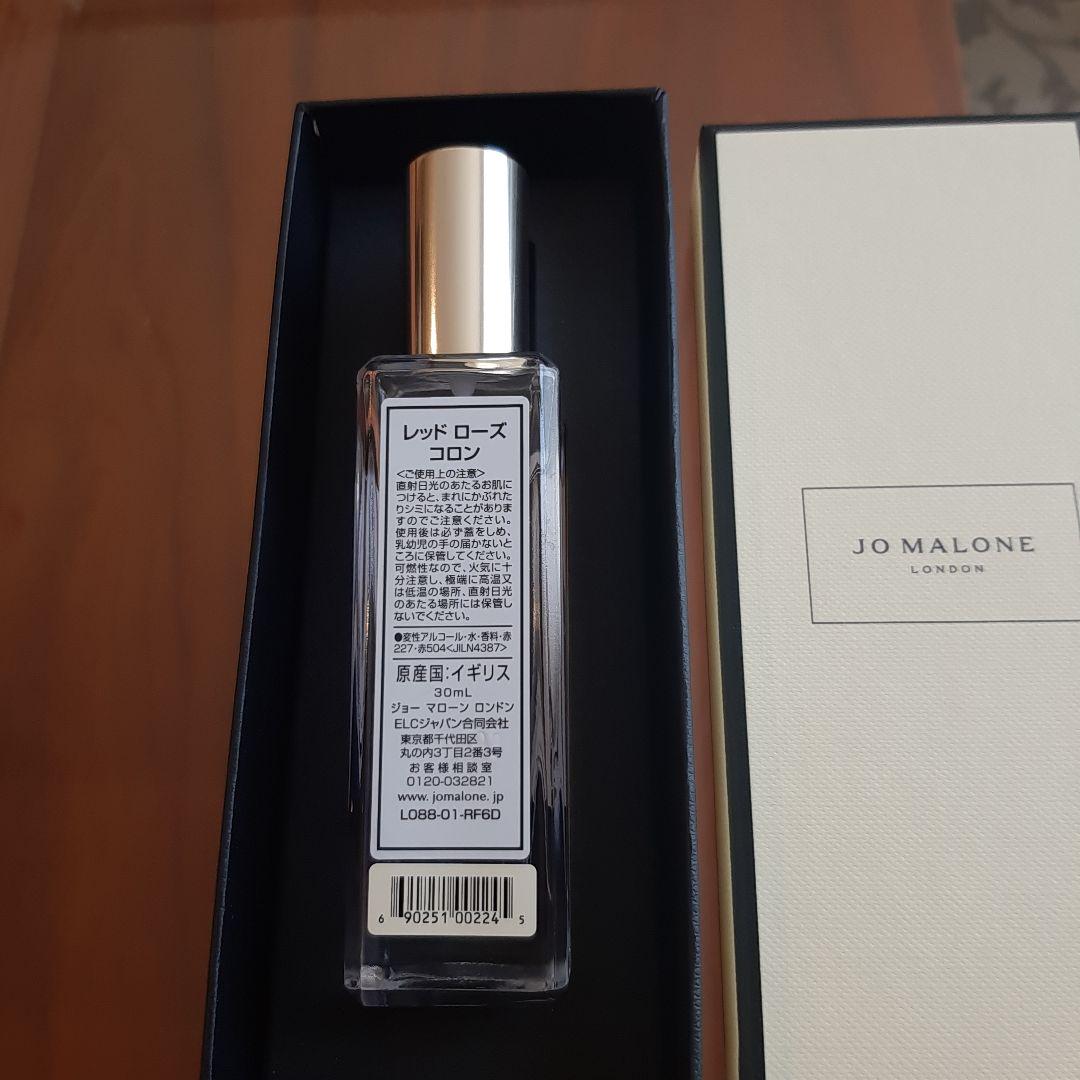 レッド ローズ
コロン
<ご使用上の注意>
直射日光のあたるお肌に
つけると、まれにかぶれた
りシミになることがありま
すのでご注意ください。
使用後は必ず蓋をしめ、
乳幼児の手の届かないと
ころに保管してください。
可燃性なので、火気に十
分注意し、極端に高温又
は低温の場所、直射日光
のあたる場所には保管し
ないでください。
●変性アルコール・水・香料・赤
227・赤504<JILN4387>
原産国:イギリス
30mL
ジョー マローン ロンドン
ELCジャパン合同会社
東京都千代田区
丸の内3丁目2番3号
お客様相談室
0120-032821
www. jomalone. jp
L088-01-RF6D
6 90251 00224 5
JO MALONE
LONDON